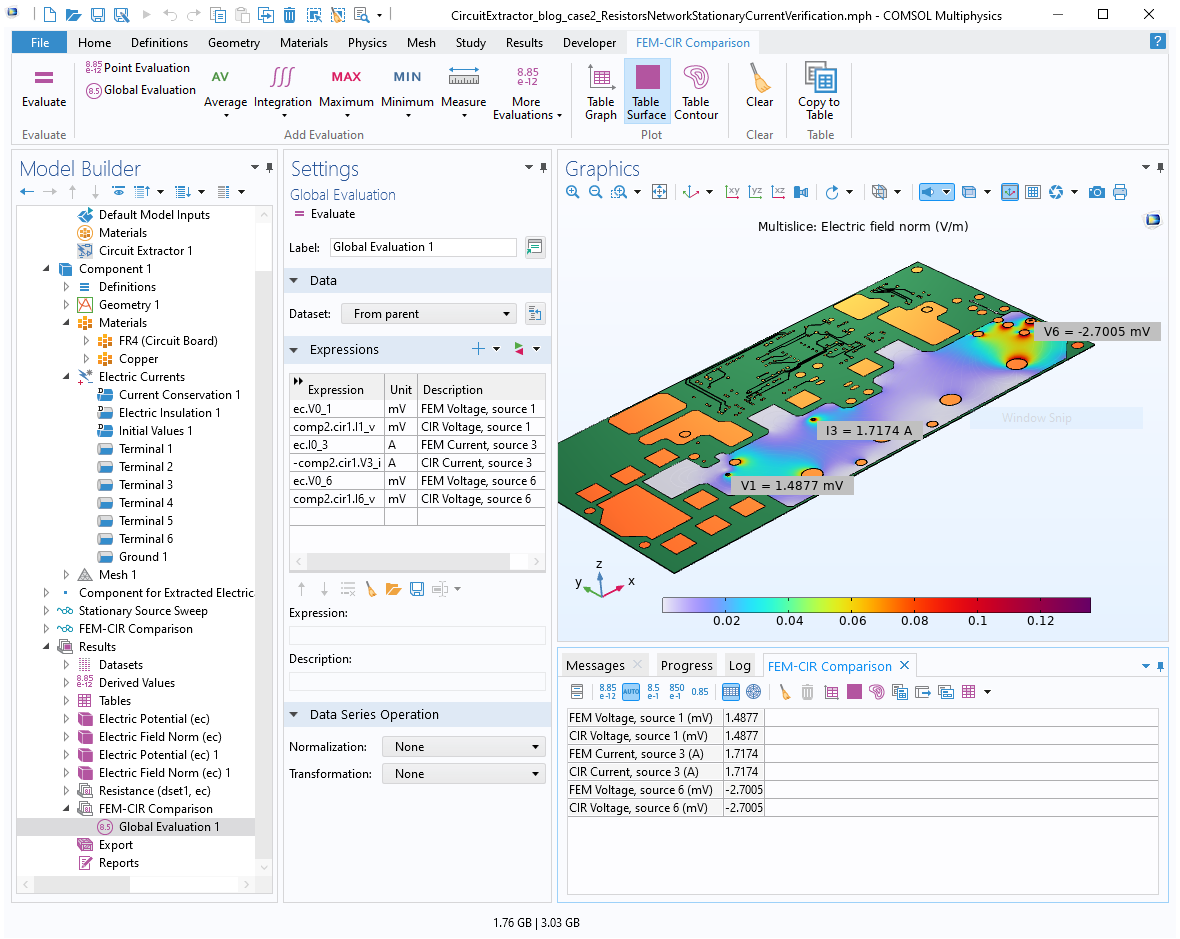 CircuitExtractor_blog_case2_ResistorsNetworkStationaryCurrentVerification.mph - COMSOL Multiphysics
File Home Definitions Geometry Materials Physics Mesh Study Results Developer FEM-CIR Comparison ?
8.85 e-12 Point Evaluation
8.5 Global Evaluation
AV MAX MIN 8.85 e-12
Evaluate Average Integration Maximum Minimum Measure More Evaluations
Table Graph Table Surface Table Contour Clear Copy to Table
Evaluate Add Evaluation Plot Clear Table
Model Builder
Default Model Inputs
Materials
Circuit Extractor 1
Component 1
Definitions
Geometry 1
Materials
FR4 (Circuit Board)
Copper
Electric Currents
Current Conservation 1
Electric Insulation 1
Initial Values 1
Terminal 1
Terminal 2
Terminal 3
Terminal 4
Terminal 5
Terminal 6
Ground 1
Mesh 1
Component for Extracted Electric
Stationary Source Sweep
FEM-CIR Comparison
Results
Datasets
8.85 e-12 Derived Values
Tables
Electric Potential (ec)
Electric Field Norm (ec)
Electric Potential (ec) 1
Electric Field Norm (ec) 1
Resistance (dset1, ec)
FEM-CIR Comparison
8.5 Global Evaluation 1
Export
Reports
Settings
Global Evaluation
= Evaluate
Label: Global Evaluation 1
Data
Dataset: From parent
Expressions
Expression Unit Description
ec.V0_1 mV FEM Voltage, source 1
comp2.cir1.I1_v mV CIR Voltage, source 1
ec.I0_3 A FEM Current, source 3
-comp2.cir1.V3_i A CIR Current, source 3
ec.V0_6 mV FEM Voltage, source 6
comp2.cir1.I6_v mV CIR Voltage, source 6
Expression:
Description:
Data Series Operation
Normalization: None
Transformation: None
Graphics
xy yz xz
Multislice: Electric field norm (V/m)
V6 = -2.7005 mV
Window Snip
I3 = 1.7174 A
V1 = 1.4877 mV
z
y x
0.02 0.04 0.06 0.08 0.1 0.12
Messages Progress Log FEM-CIR Comparison
8.85 e-12 AUTO 8.5 e-1 850 e-1 0.85
FEM Voltage, source 1 (mV) 1.4877
CIR Voltage, source 1 (mV) 1.4877
FEM Current, source 3 (A) 1.7174
CIR Current, source 3 (A) 1.7174
FEM Voltage, source 6 (mV) -2.7005
CIR Voltage, source 6 (mV) -2.7005
1.76 GB | 3.03 GB